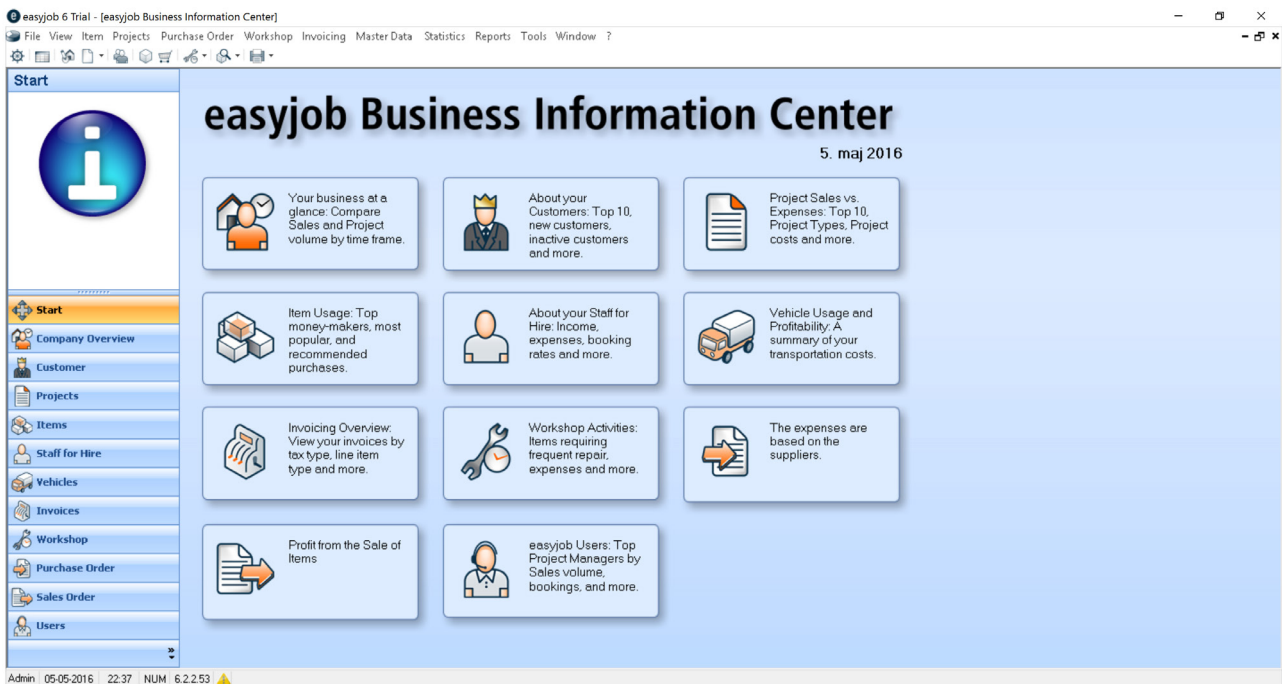 easyjob 6 Trial - [easyjob Business Information Center]
File View Item Projects Purchase Order Workshop Invoicing Master Data Statistics Reports Tools Window ?
Start
easyjob Business Information Center
5. maj 2016
Your business at a
glance: Compare
Sales and Project
volume by time frame.
About your
Customers: Top 10,
new customers,
inactive customers
and more.
Project Sales vs.
Expenses: Top 10,
Project Types, Project
costs and more.
Item Usage: Top
money-makers, most
popular, and
recommended
purchases.
About your Staff for
Hire: Income,
expenses, booking
rates and more.
Vehicle Usage and
Profitability: A
summary of your
transportation costs.
Invoicing Overview:
View your invoices by
tax type, line item
type and more.
Workshop Activities:
Items requiring
frequent repair,
expenses and more.
The expenses are
based on the
suppliers.
Profit from the Sale of
Items
easyjob Users: Top
Project Managers by
Sales volume,
bookings, and more.
Start
Company Overview
Customer
Projects
Items
Staff for Hire
Vehicles
Invoices
Workshop
Purchase Order
Sales Order
Users
Admin 05-05-2016 22:37 NUM 6.2.2.53